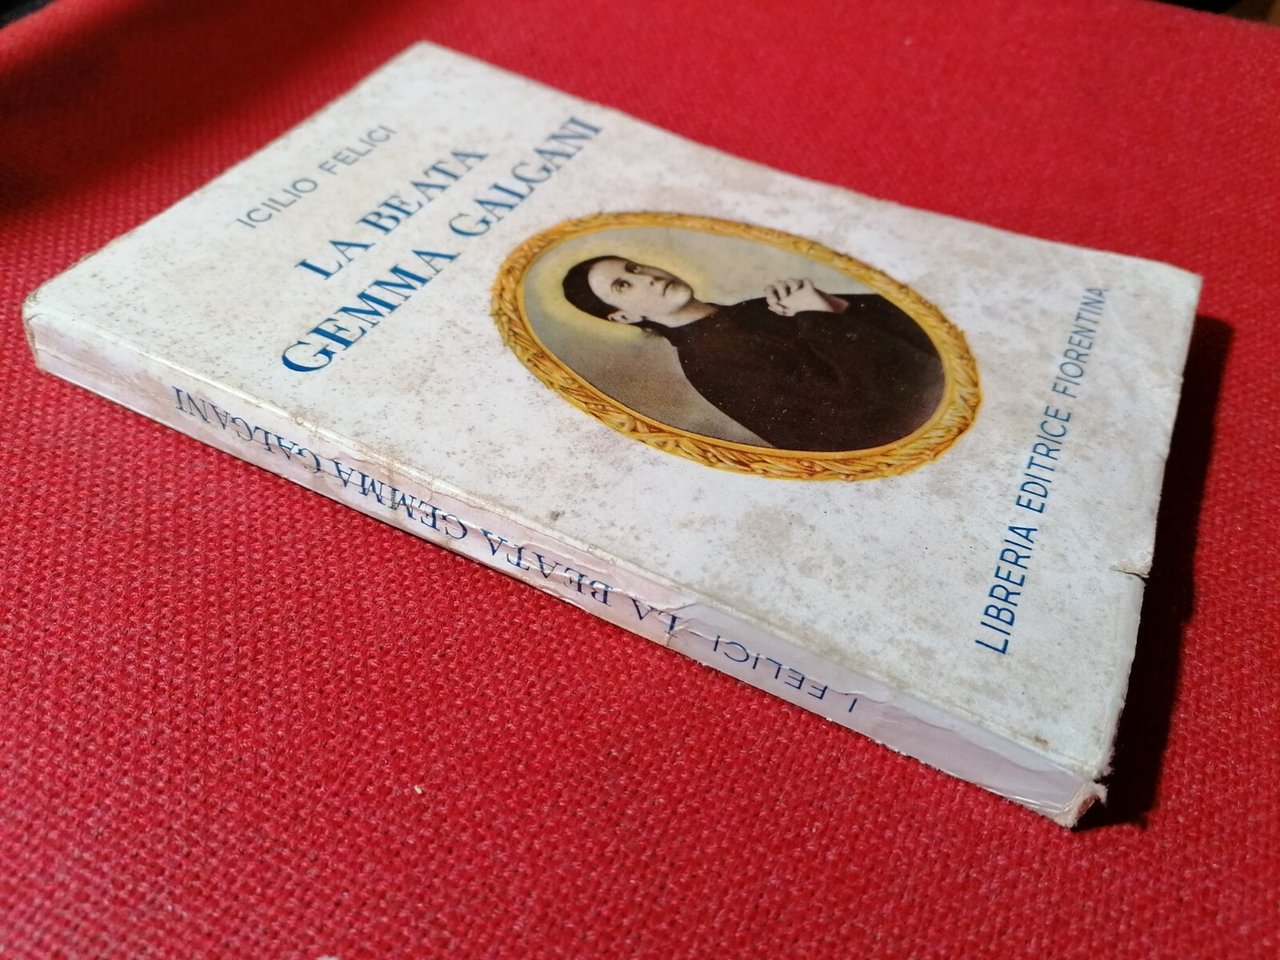 ICILIO FELICI
LA BEATA
GEMMA GALGANI
LIBRERIA EDITRICE FIORENTINA
I. FELICI - LA BEATA GEMMA GALGANI